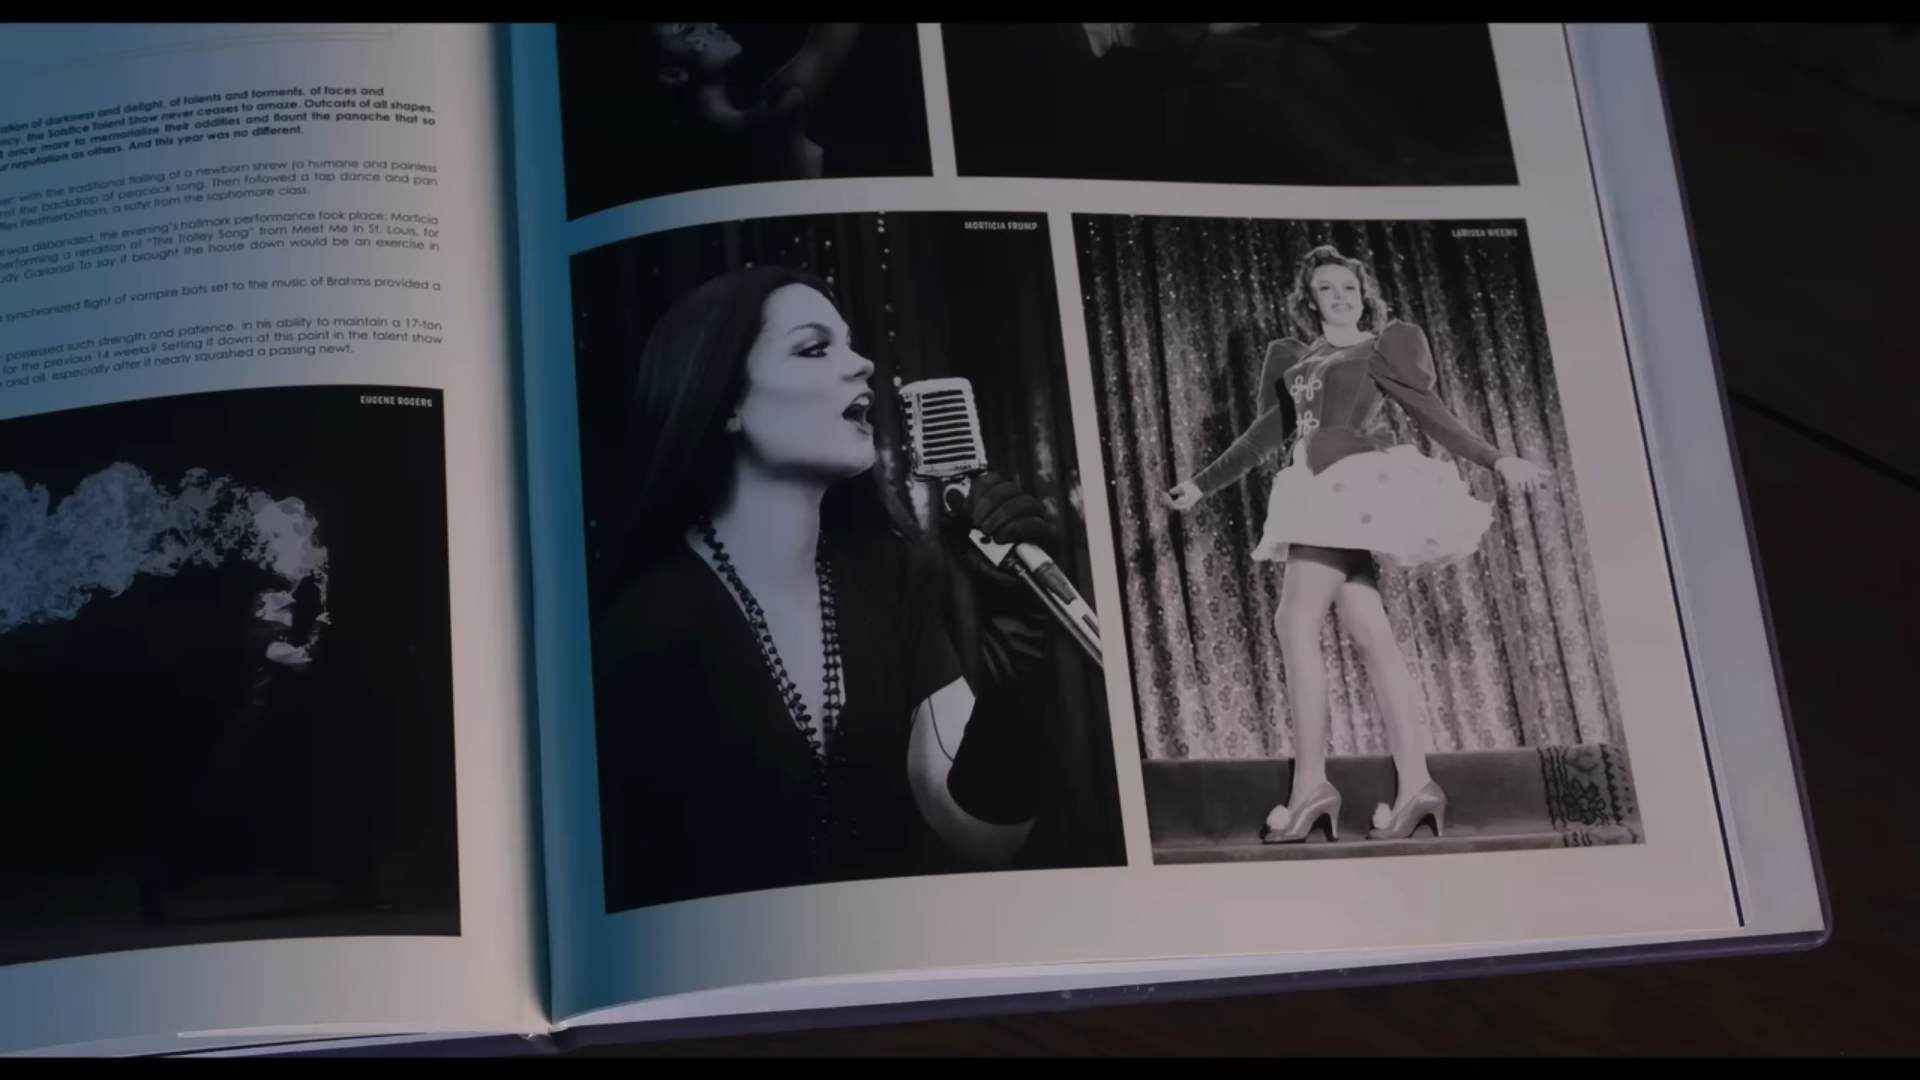 ation of darkness and delight, of talents and torments, of faces and
ency, the Solstice Talent Show never ceases to amaze. Outcasts of all shapes,
once more to memorialize their oddities and flaunt the panache that so
ur reputation as others. And this year was no different.
with the traditional flailing of a newborn shrew (a humane and painless
the backdrop of peacock song. Then followed a tap dance and pan
Featherbottom, a satyr from the sophomore class.
was disbanded, the evening's hallmark performance took place: Morticia
performing a rendition of "The Trolley Song" from Meet Me In St. Louis, for
udy Garland! To say it brought the house down would be an exercise in
synchronized flight of vampire bats set to the music of Brahms provided a
possessed such strength and patience, in his ability to maintain a 17-ton
for the previous 14 weeks? Setting it down at this point in the talent show
and all, especially after it nearly squashed a passing newt.
EUGENE ROGERS
MORTICIA FRUMP
LARISSA WEEMS